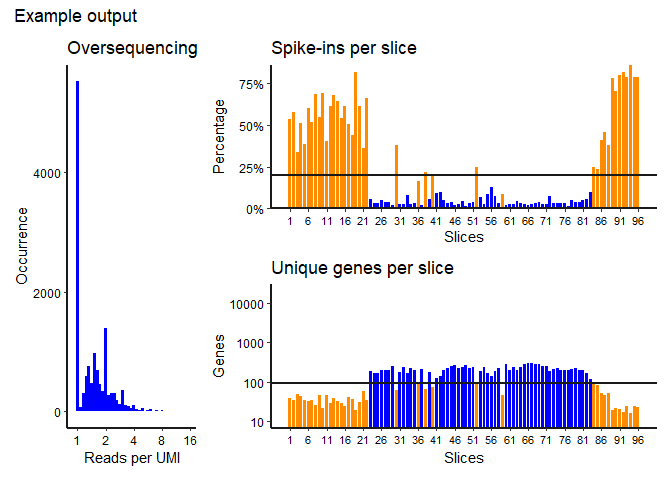 Example output
Oversequencing
Occurrence
4000
2000
0
1 2 4 8 16
Reads per UMI
Spike-ins per slice
Percentage
75%
50%
25%
0%
1 6 11 16 21 26 31 36 41 46 51 56 61 66 71 76 81 86 91 96
Slices
Unique genes per slice
Genes
10000
1000
100
10
1 6 11 16 21 26 31 36 41 46 51 56 61 66 71 76 81 86 91 96
Slices